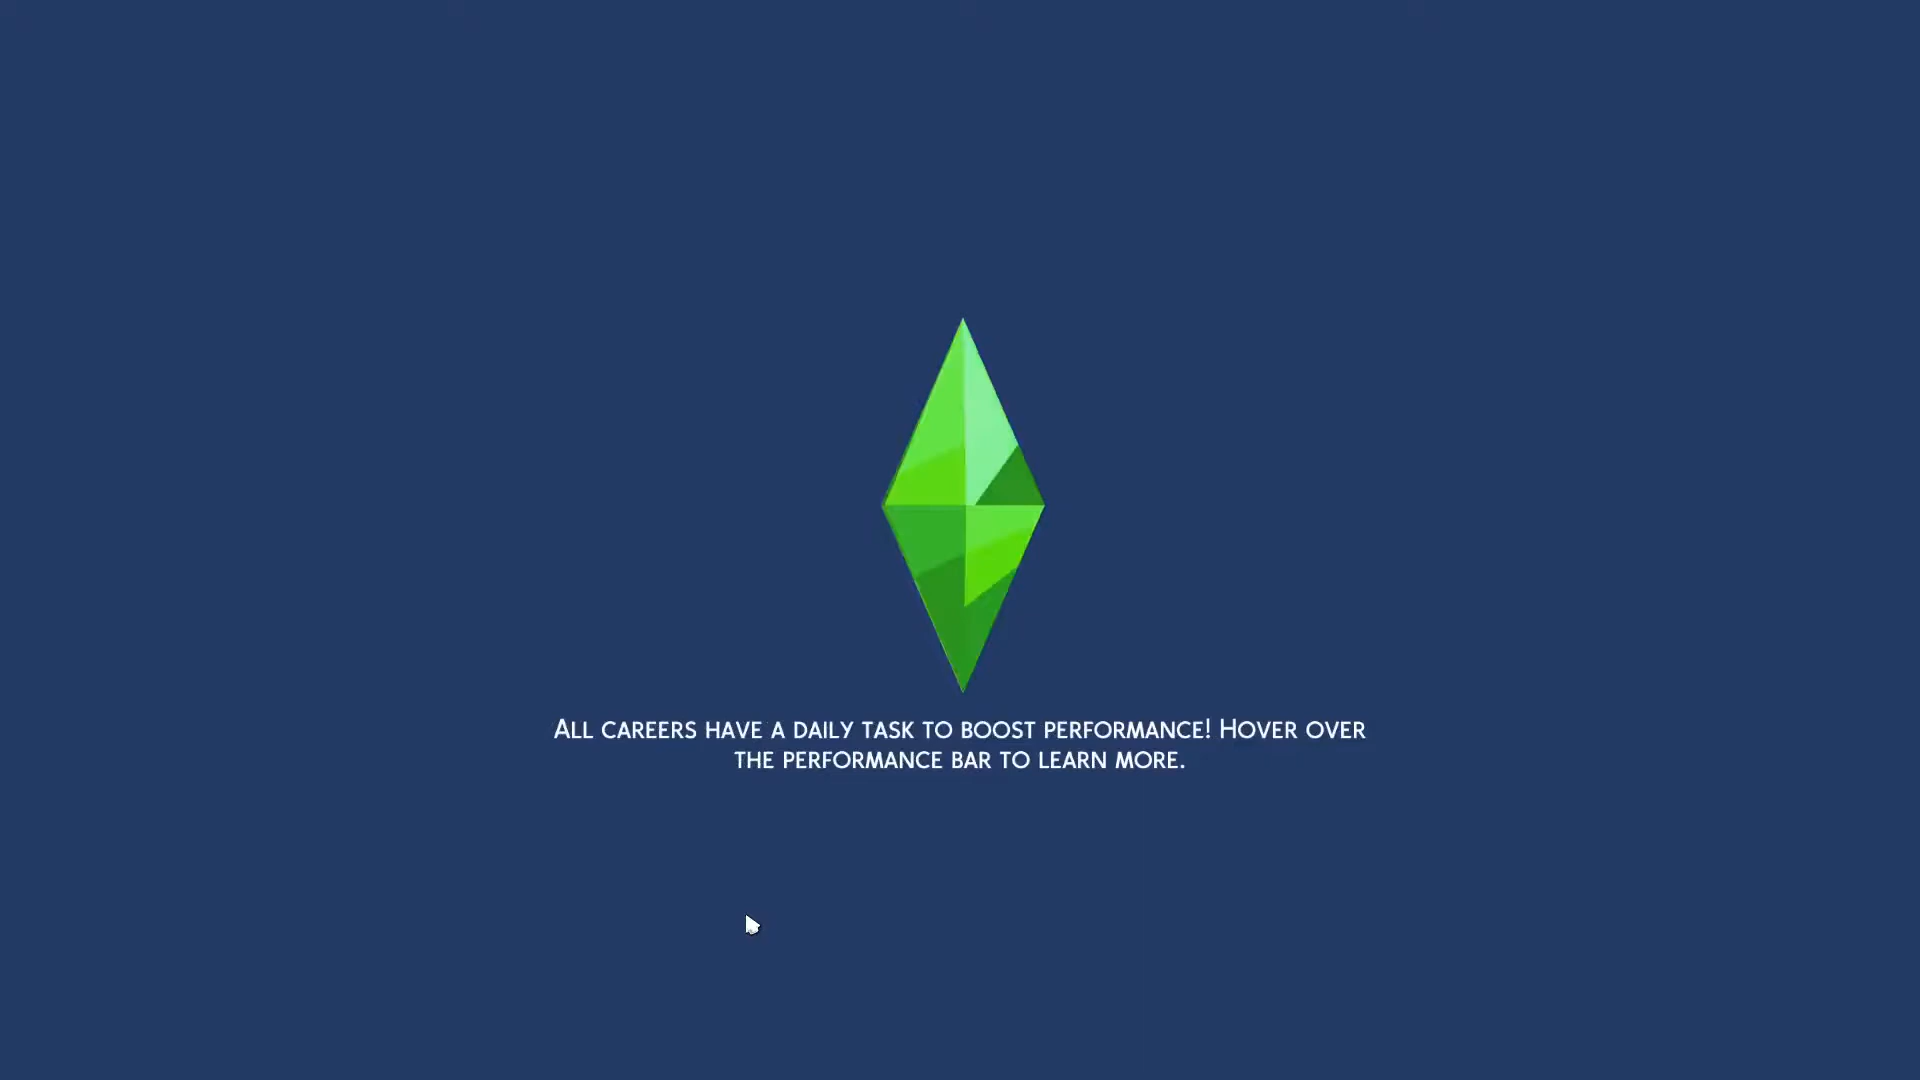 All careers have a daily task to boost performance! Hover over
the performance bar to learn more.